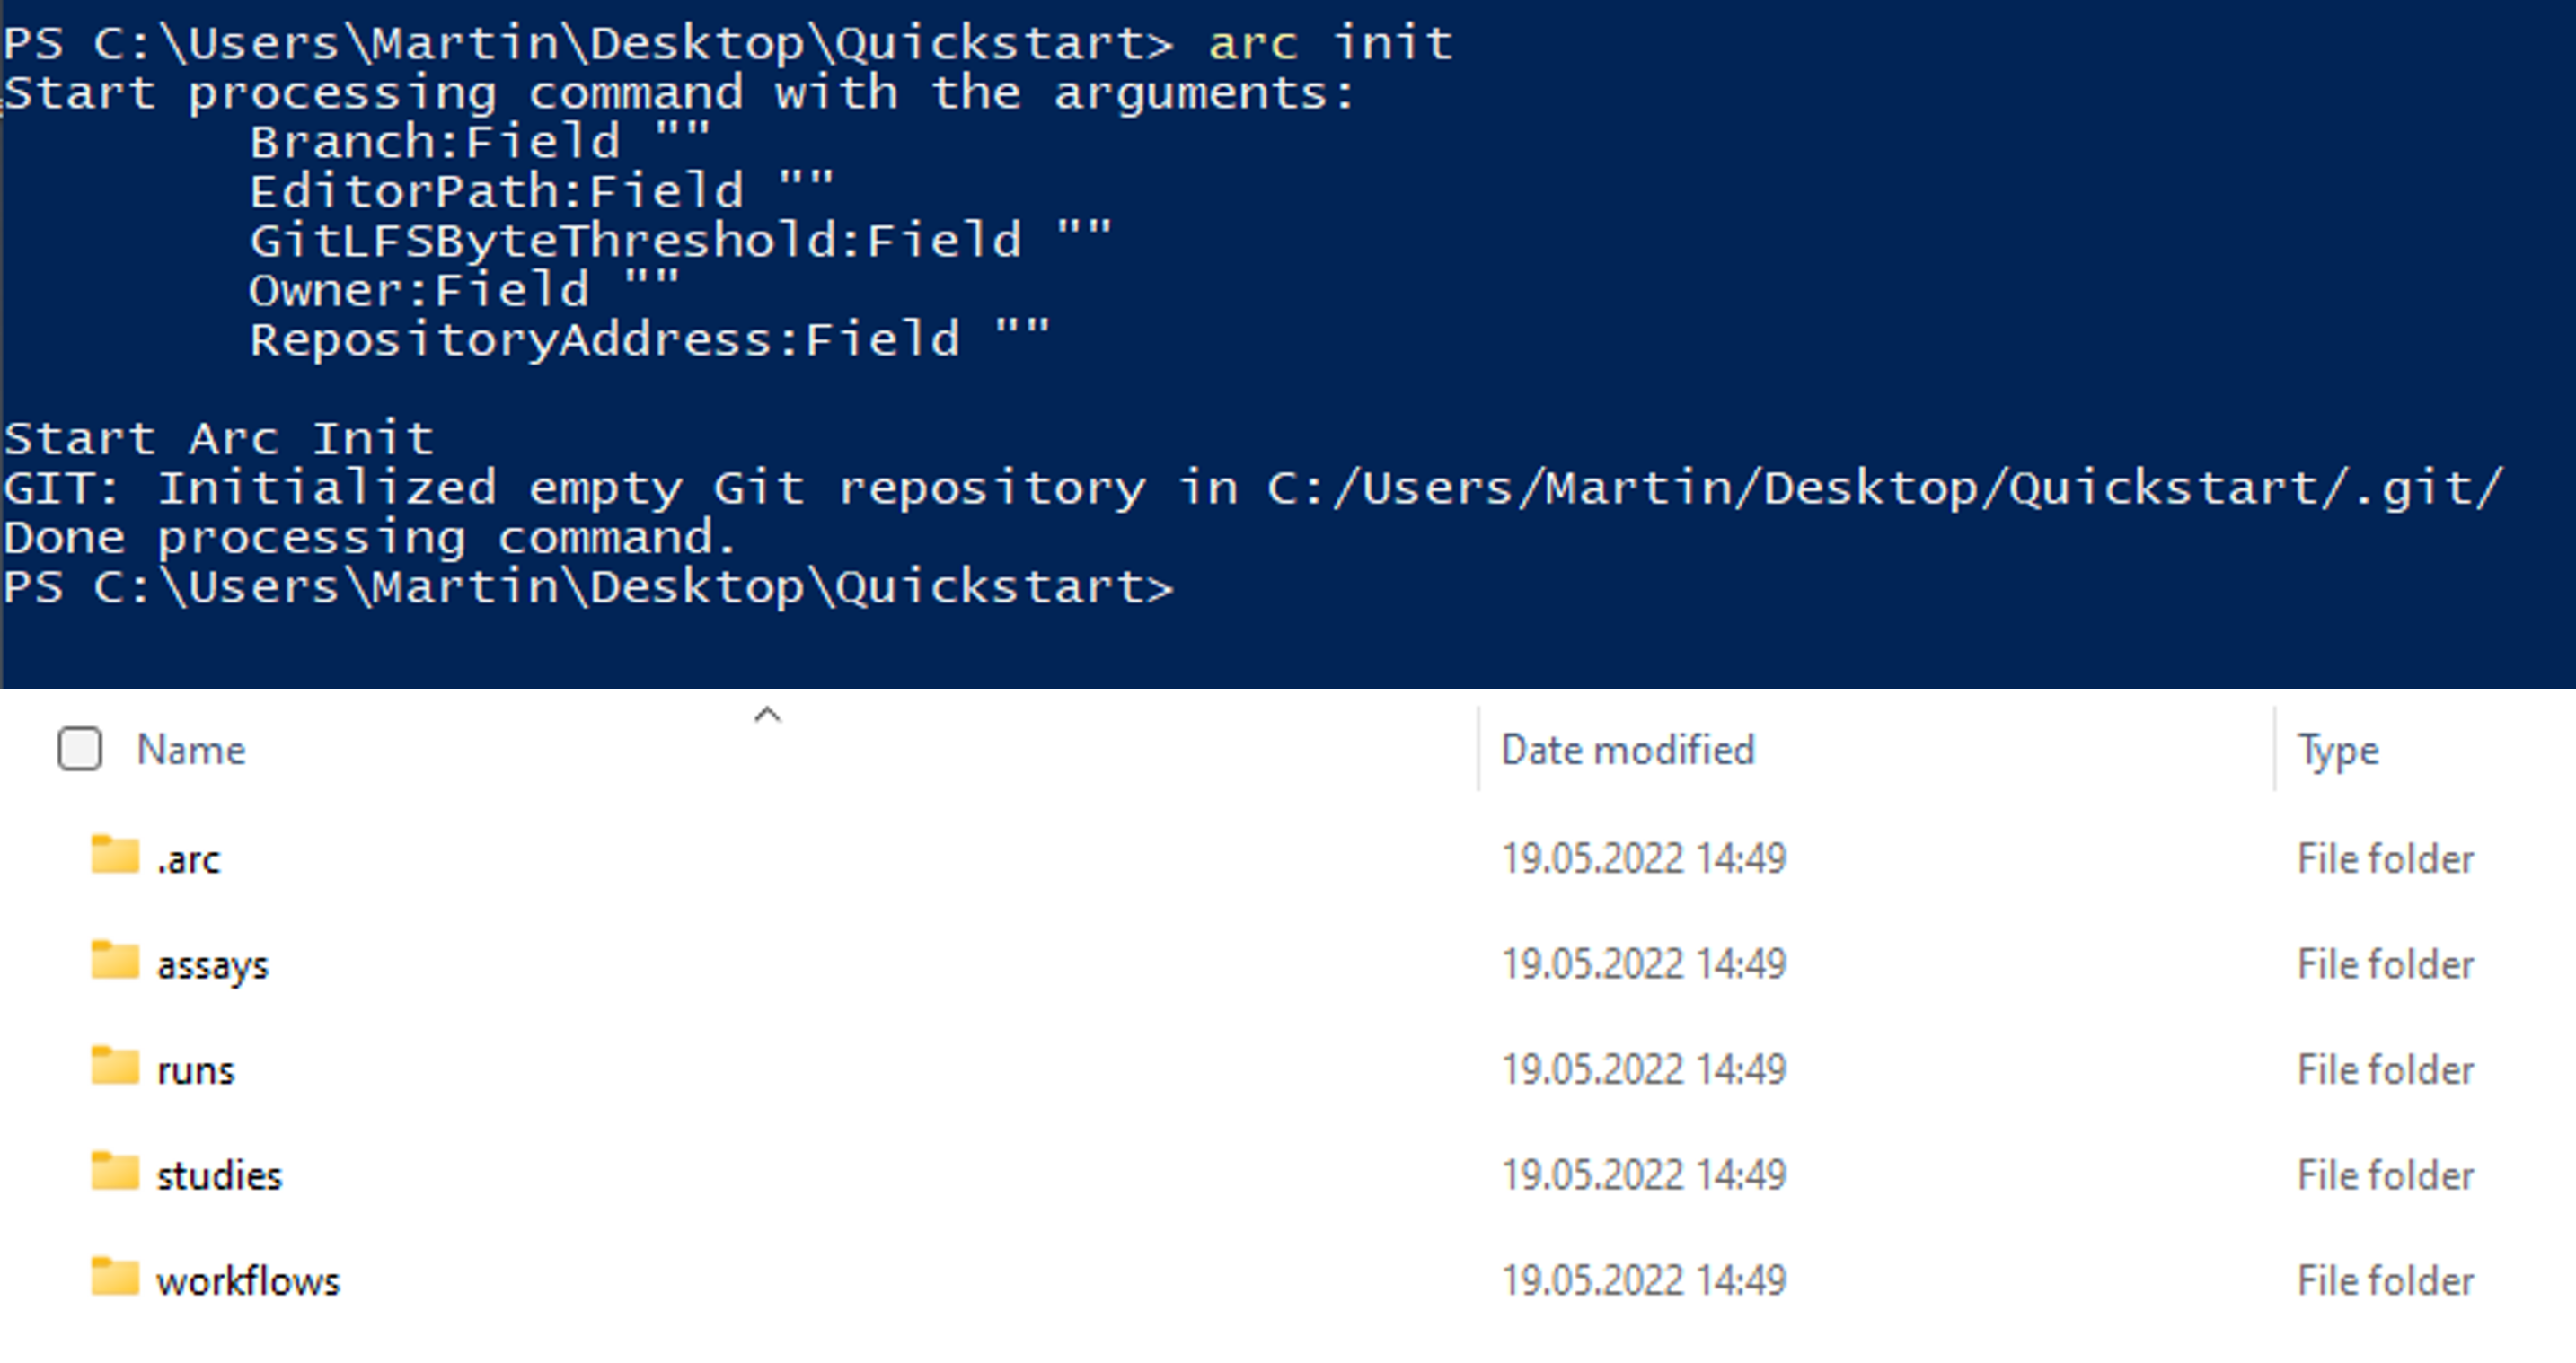 PS C:\Users\Martin\Desktop\Quickstart> arc init
Start processing command with the arguments:
Branch:Field ""
EditorPath:Field ""
GitLFSByteThreshold:Field ""
Owner:Field ""
RepositoryAddress:Field ""
Start Arc Init
GIT: Initialized empty Git repository in C:/Users/Martin/Desktop/Quickstart/.git/
Done processing command.
PS C:\Users\Martin\Desktop\Quickstart>
Name Date modified Type
.arc 19.05.2022 14:49 File folder
assays 19.05.2022 14:49 File folder
runs 19.05.2022 14:49 File folder
studies 19.05.2022 14:49 File folder
workflows 19.05.2022 14:49 File folder